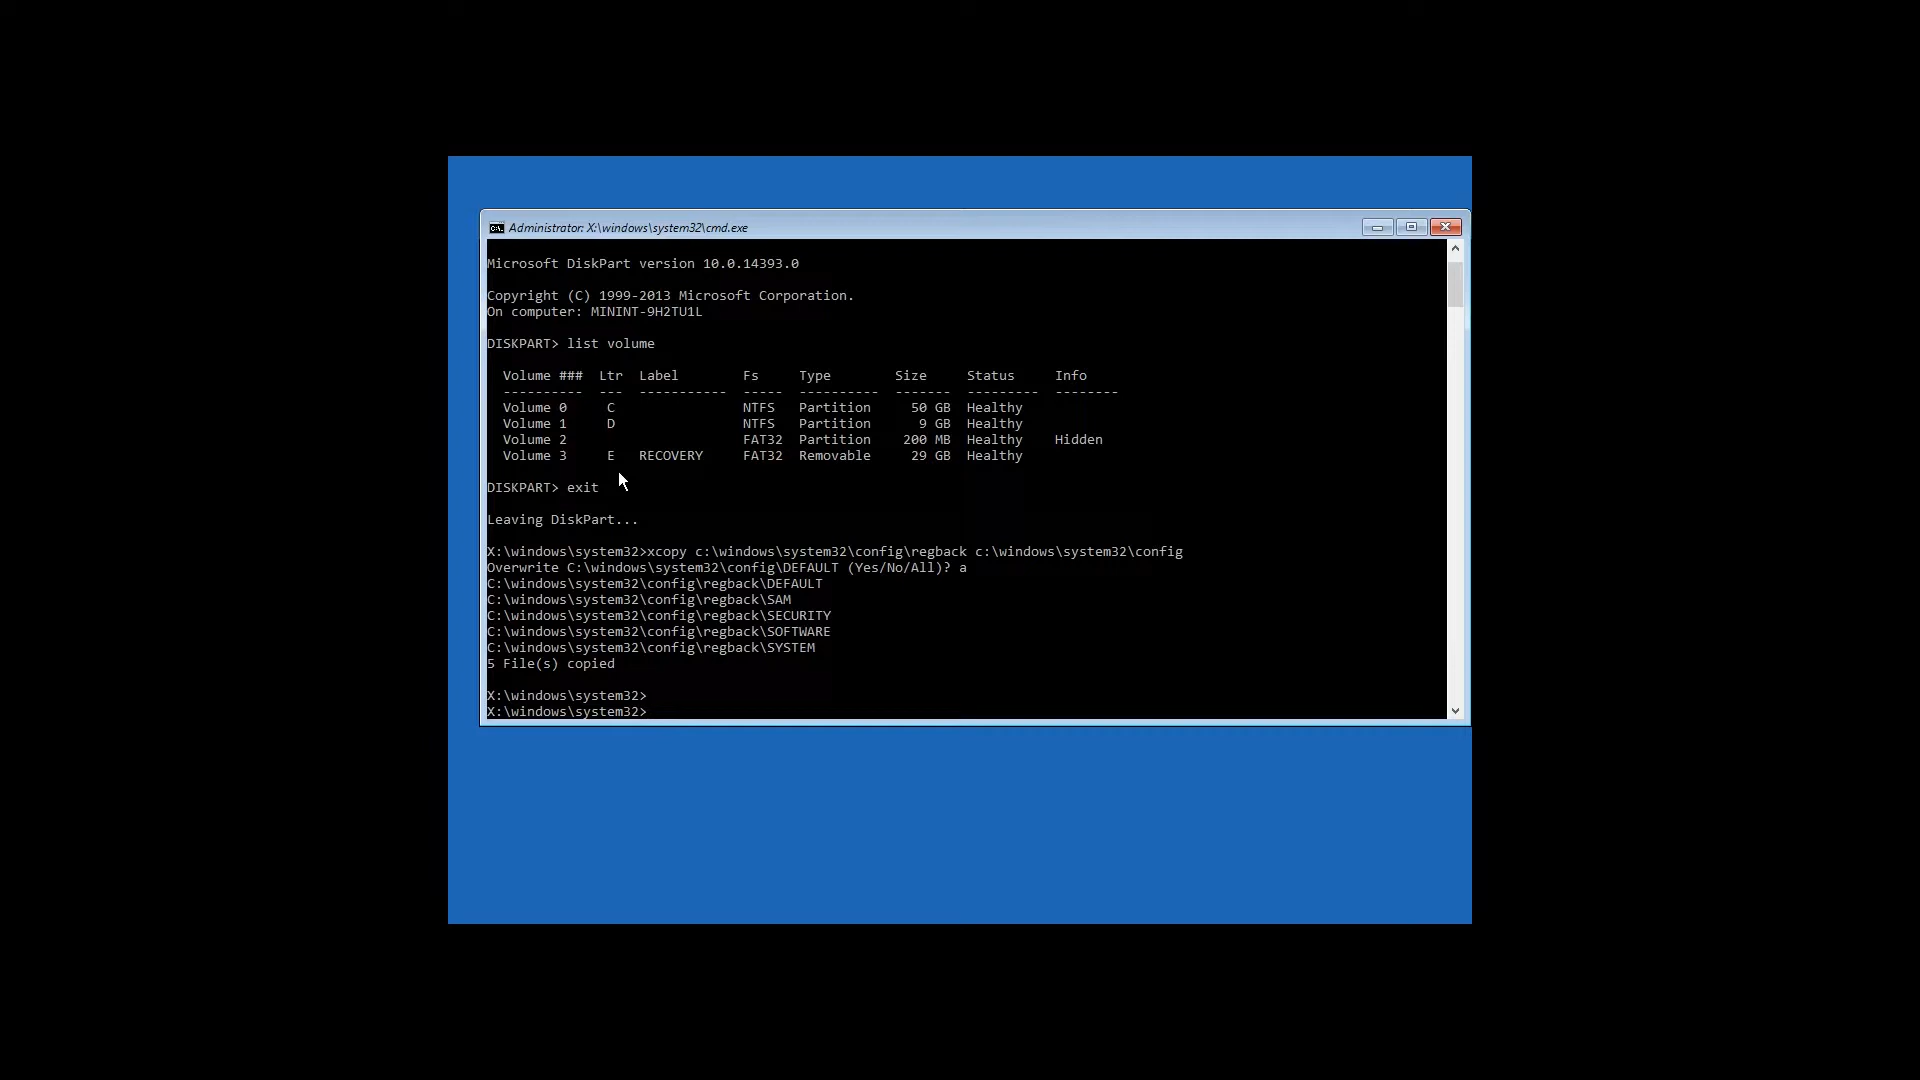 Administrator: X:\windows\system32\cmd.exe
Microsoft DiskPart version 10.0.14393.0
Copyright (C) 1999-2013 Microsoft Corporation.
On computer: MININT-9H2TU1L
DISKPART> list volume
Volume ###  Ltr  Label        Fs     Type        Size     Status     Info
----------  ---  -----------  -----  ----------  -------  ---------  --------
Volume 0     C                NTFS   Partition     50 GB  Healthy
Volume 1     D                NTFS   Partition      9 GB  Healthy
Volume 2                      FAT32  Partition    200 MB  Healthy    Hidden
Volume 3     E   RECOVERY     FAT32  Removable     29 GB  Healthy
DISKPART> exit
Leaving DiskPart...
X:\windows\system32>xcopy c:\windows\system32\config\regback c:\windows\system32\config
Overwrite C:\windows\system32\config\DEFAULT (Yes/No/All)? a
C:\windows\system32\config\regback\DEFAULT
C:\windows\system32\config\regback\SAM
C:\windows\system32\config\regback\SECURITY
C:\windows\system32\config\regback\SOFTWARE
C:\windows\system32\config\regback\SYSTEM
5 File(s) copied
X:\windows\system32>
X:\windows\system32>